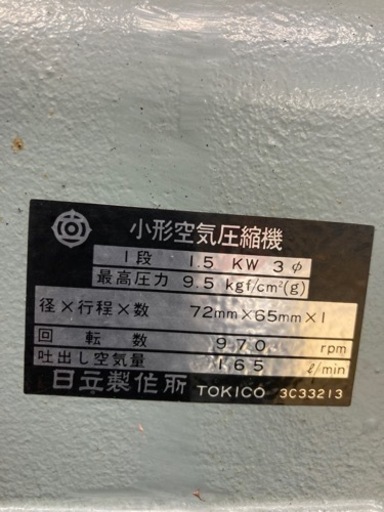 小形空気圧縮機
1段 1.5 KW 3φ
最高圧力 9.5 kgf/cm²(g)
径×行程×数 72mm×65mm×1
回転数 970 rpm
吐出し空気量 165 ℓ/min
日立製作所 TOKICO 3C33213